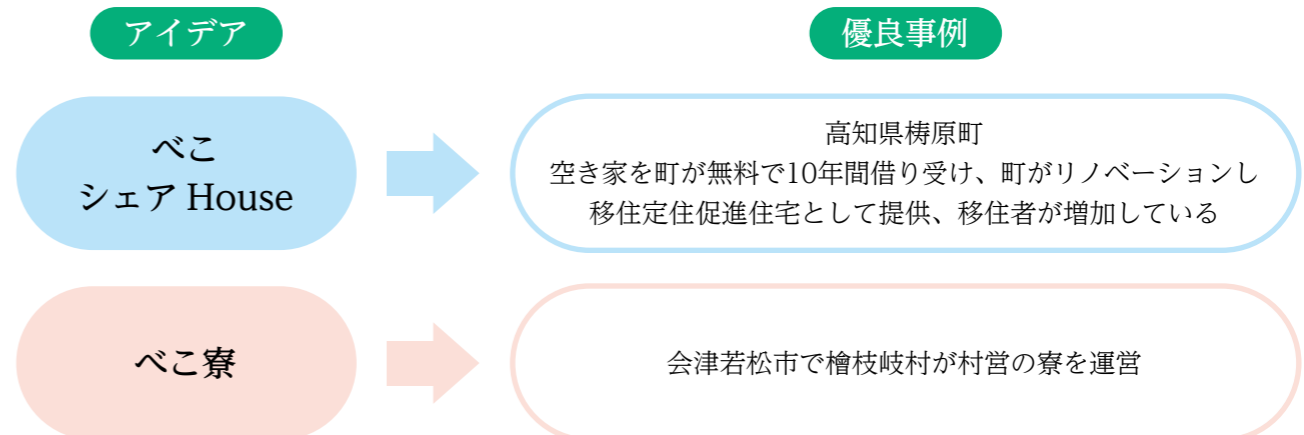 アイデア
優良事例
べこ
シェア House
高知県梼原町
空き家を町が無料で10年間借り受け、町がリノベーションし
移住定住促進住宅として提供、移住者が増加している
べこ寮
会津若松市で檜枝岐村が村営の寮を運営